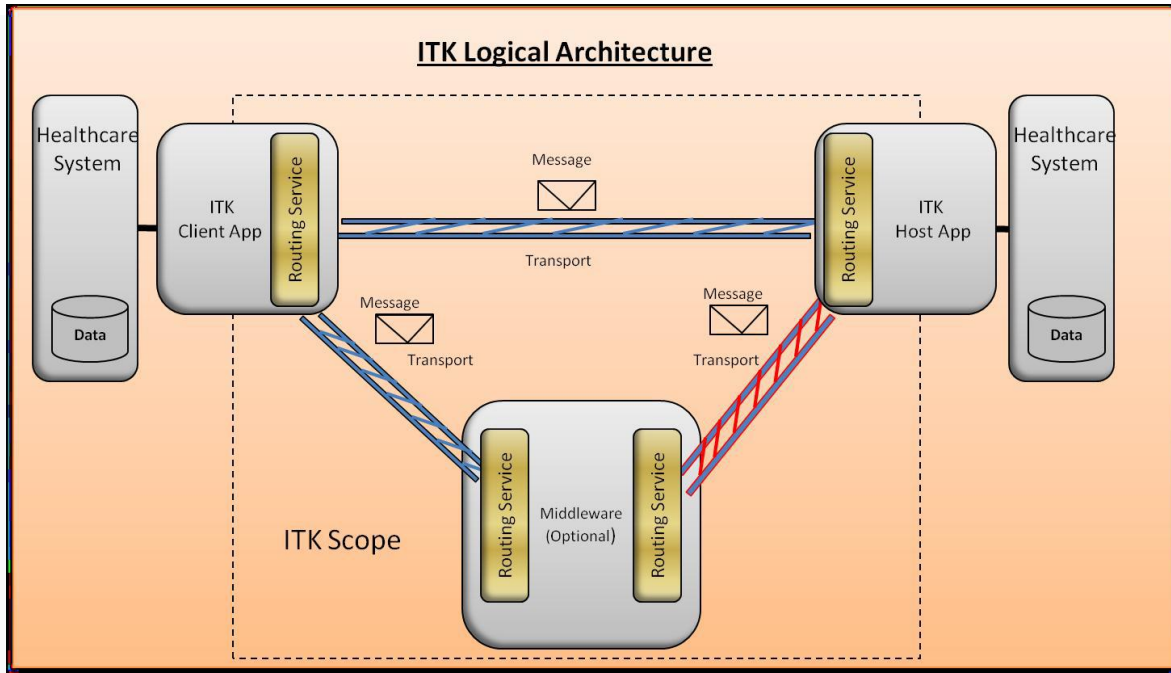 ITK Logical Architecture
Healthcare
System
Data
ITK
Client App
Routing Service
Message
Transport
Routing Service
ITK
Host App
Healthcare
System
Data
Message
Transport
Message
Transport
Routing Service
Middleware
(Optional)
Routing Service
ITK Scope